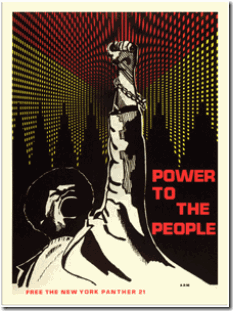 POWER
TO
THE
PEOPLE
FREE THE NEW YORK PANTHER 21